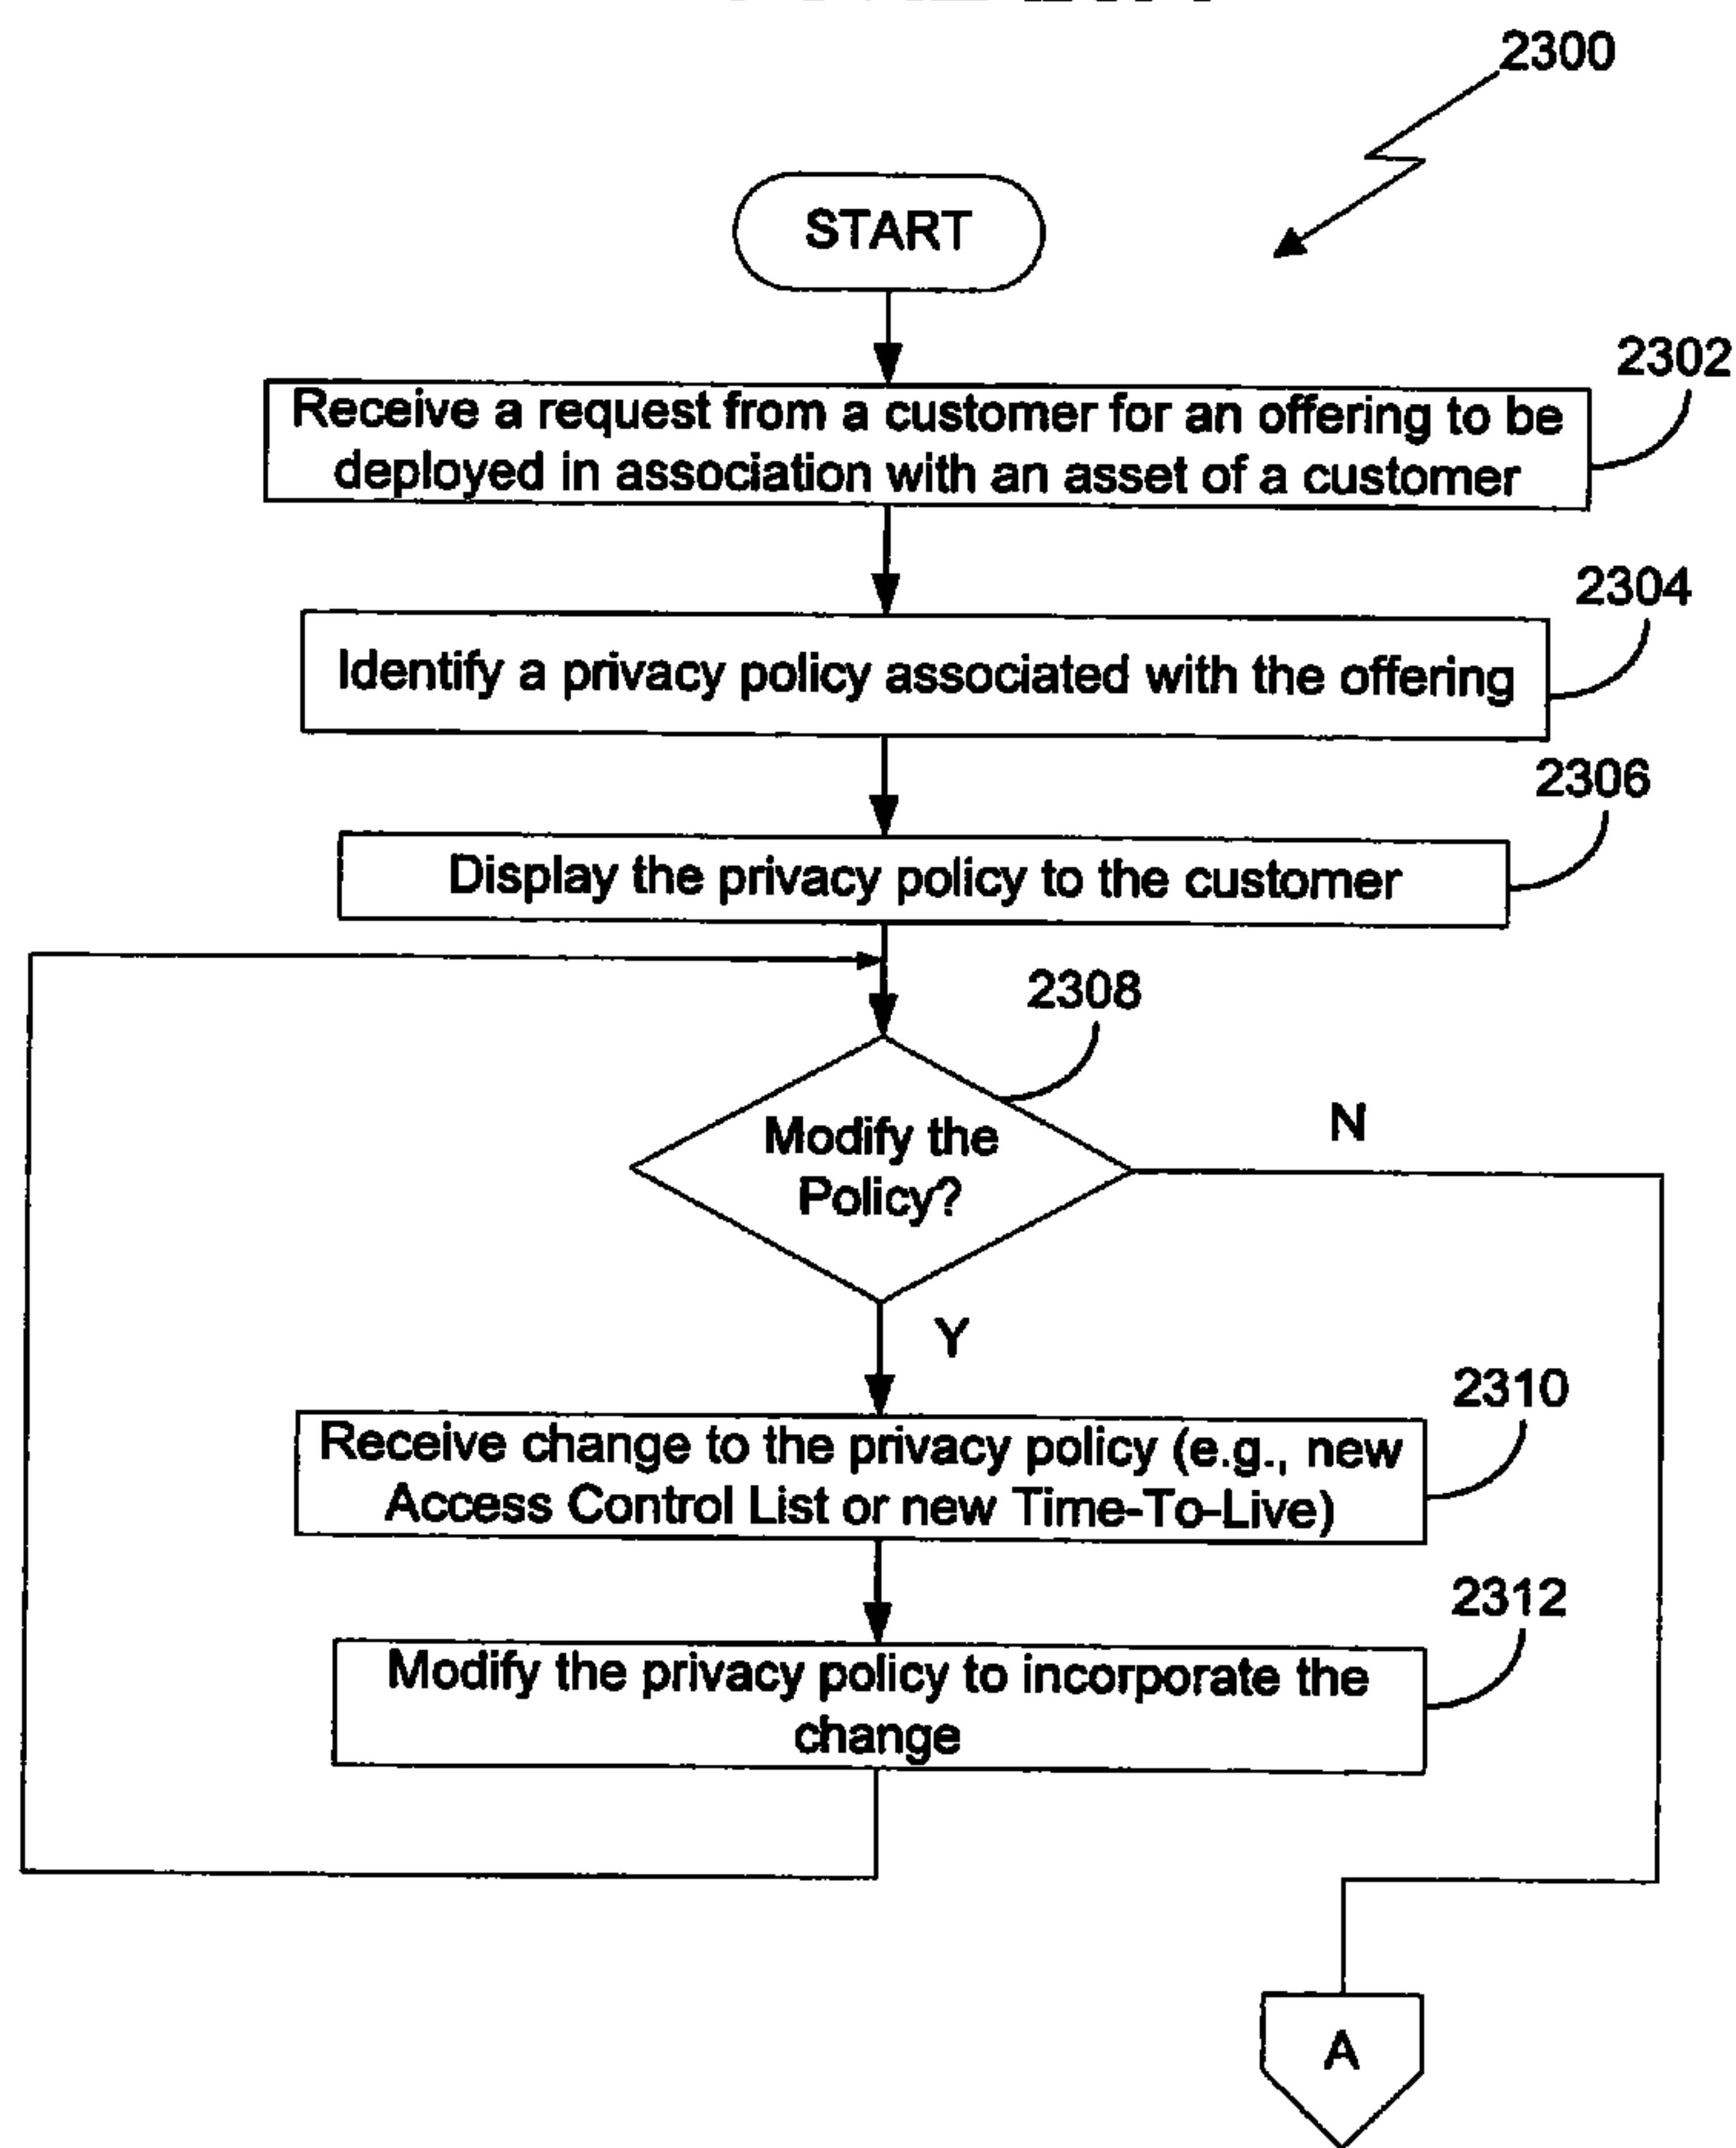 2300
START
2302
Receive a request from a customer for an offering to be
deployed in association with an asset of a customer
2304
Identify a privacy policy associated with the offering
2306
Display the privacy policy to the customer
2308
Modify the
Policy?
N
Y
2310
Receive change to the privacy policy (e.g., new
Access Control List or new Time-To-Live)
2312
Modify the privacy policy to incorporate the
change
A